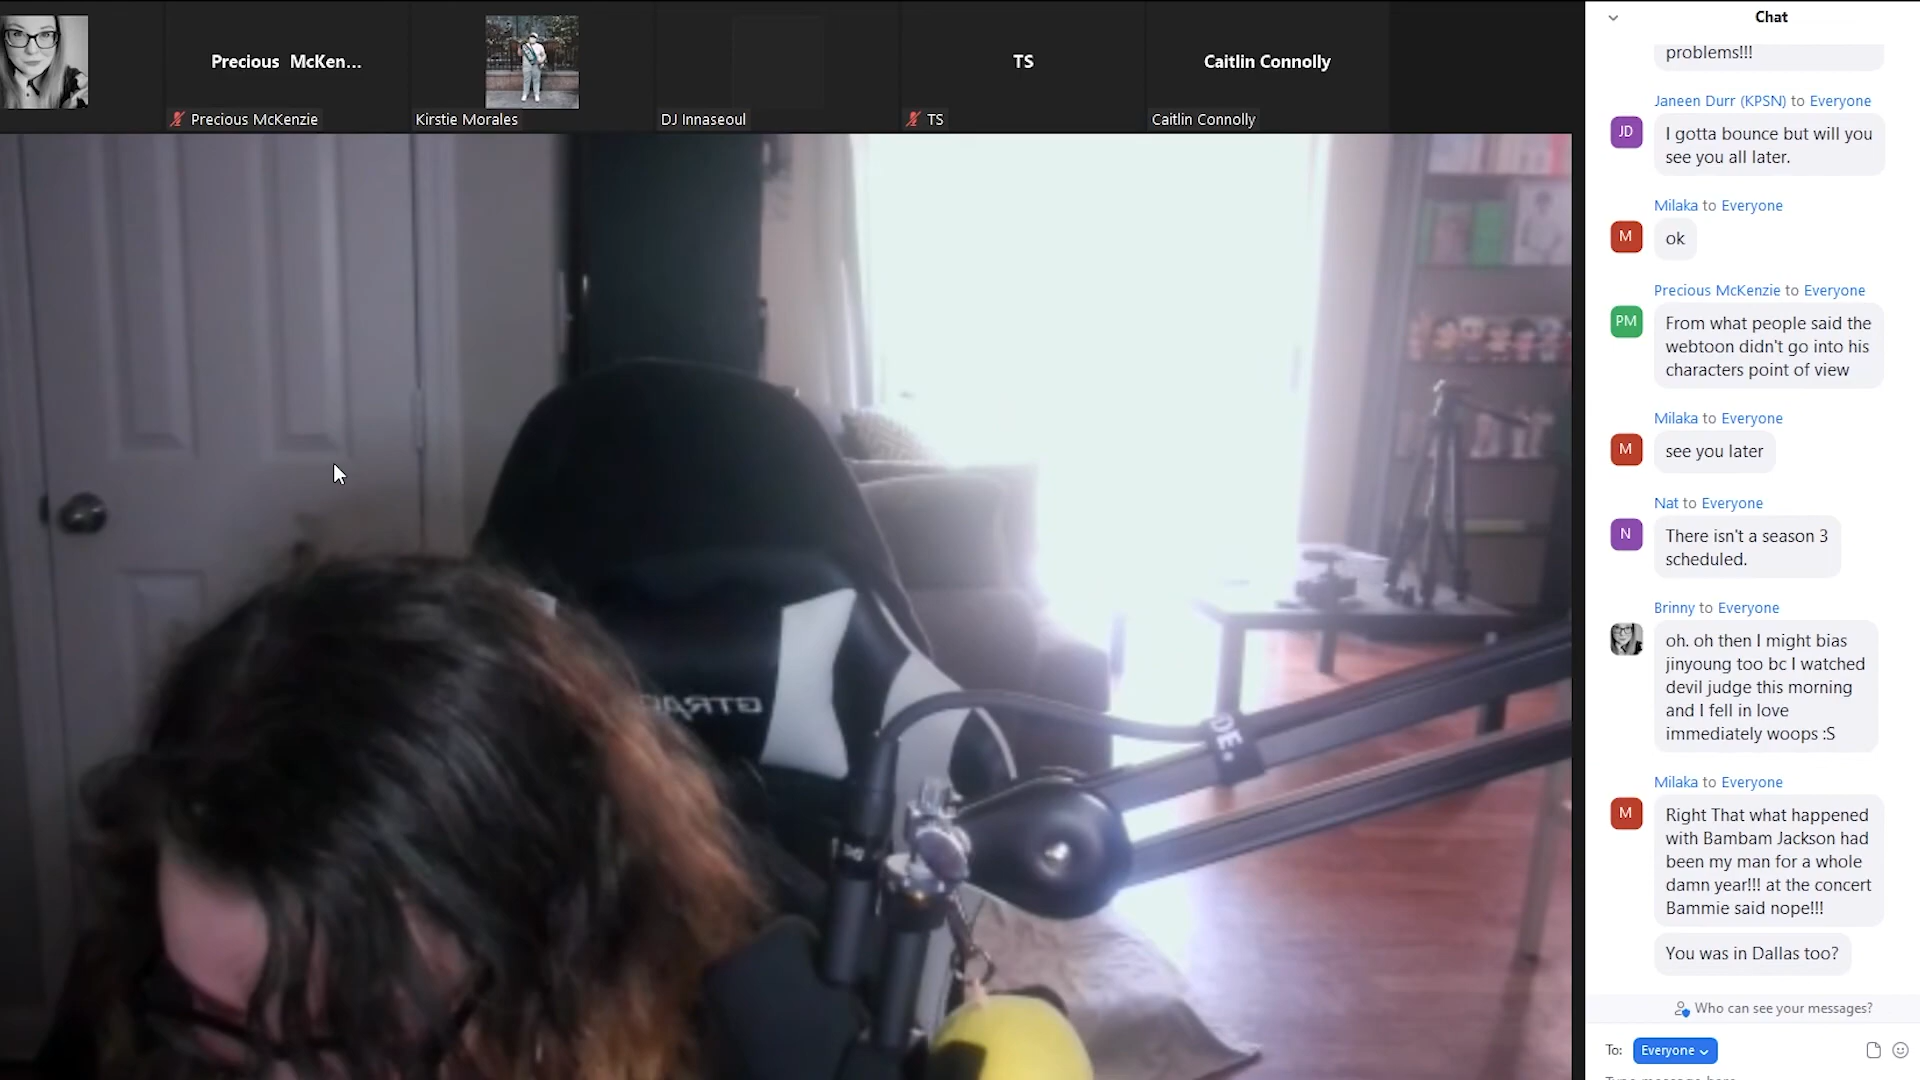 Precious McKen...
TS
Caitlin Connolly
Precious McKenzie
Kirstie Morales
DJ Innaseoul
TS
Caitlin Connolly
Chat
problems!!!
Janeen Durr (KPSN) to Everyone
JD
I gotta bounce but will you
see you all later.
Milaka to Everyone
M
ok
Precious McKenzie to Everyone
PM
From what people said the
webtoon didn't go into his
characters point of view
Milaka to Everyone
M
see you later
Nat to Everyone
N
There isn't a season 3
scheduled.
Brinny to Everyone
oh. oh then I might bias
jinyoung too bc I watched
devil judge this morning
and I fell in love
immediately woops :S
Milaka to Everyone
M
Right That what happened
with Bambam Jackson had
been my man for a whole
damn year!!! at the concert
Bammie said nope!!!
You was in Dallas too?
Who can see your messages?
To: Everyone